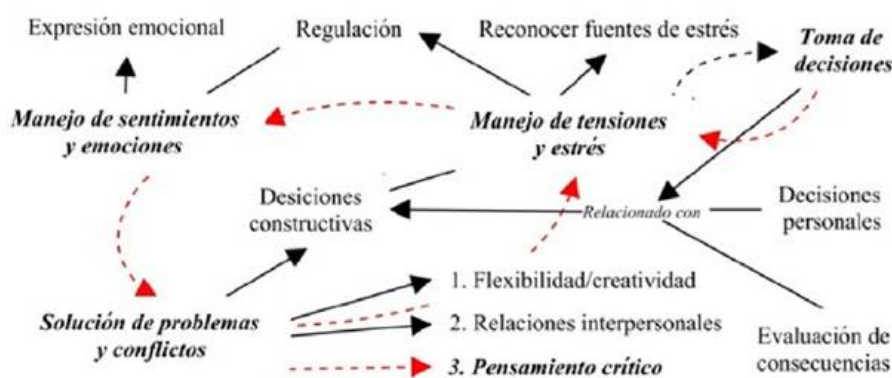 Expresión emocional
Regulación
Reconocer fuentes de estrés
Toma de
decisiones
Manejo de sentimientos
y emociones
Manejo de tensiones
y estrés
Desiciones
constructivas
Relacionado con
Decisiones
personales
1. Flexibilidad/creatividad
Solución de problemas
y conflictos
2. Relaciones interpersonales
3. Pensamiento crítico
Evaluación de
consecuencias